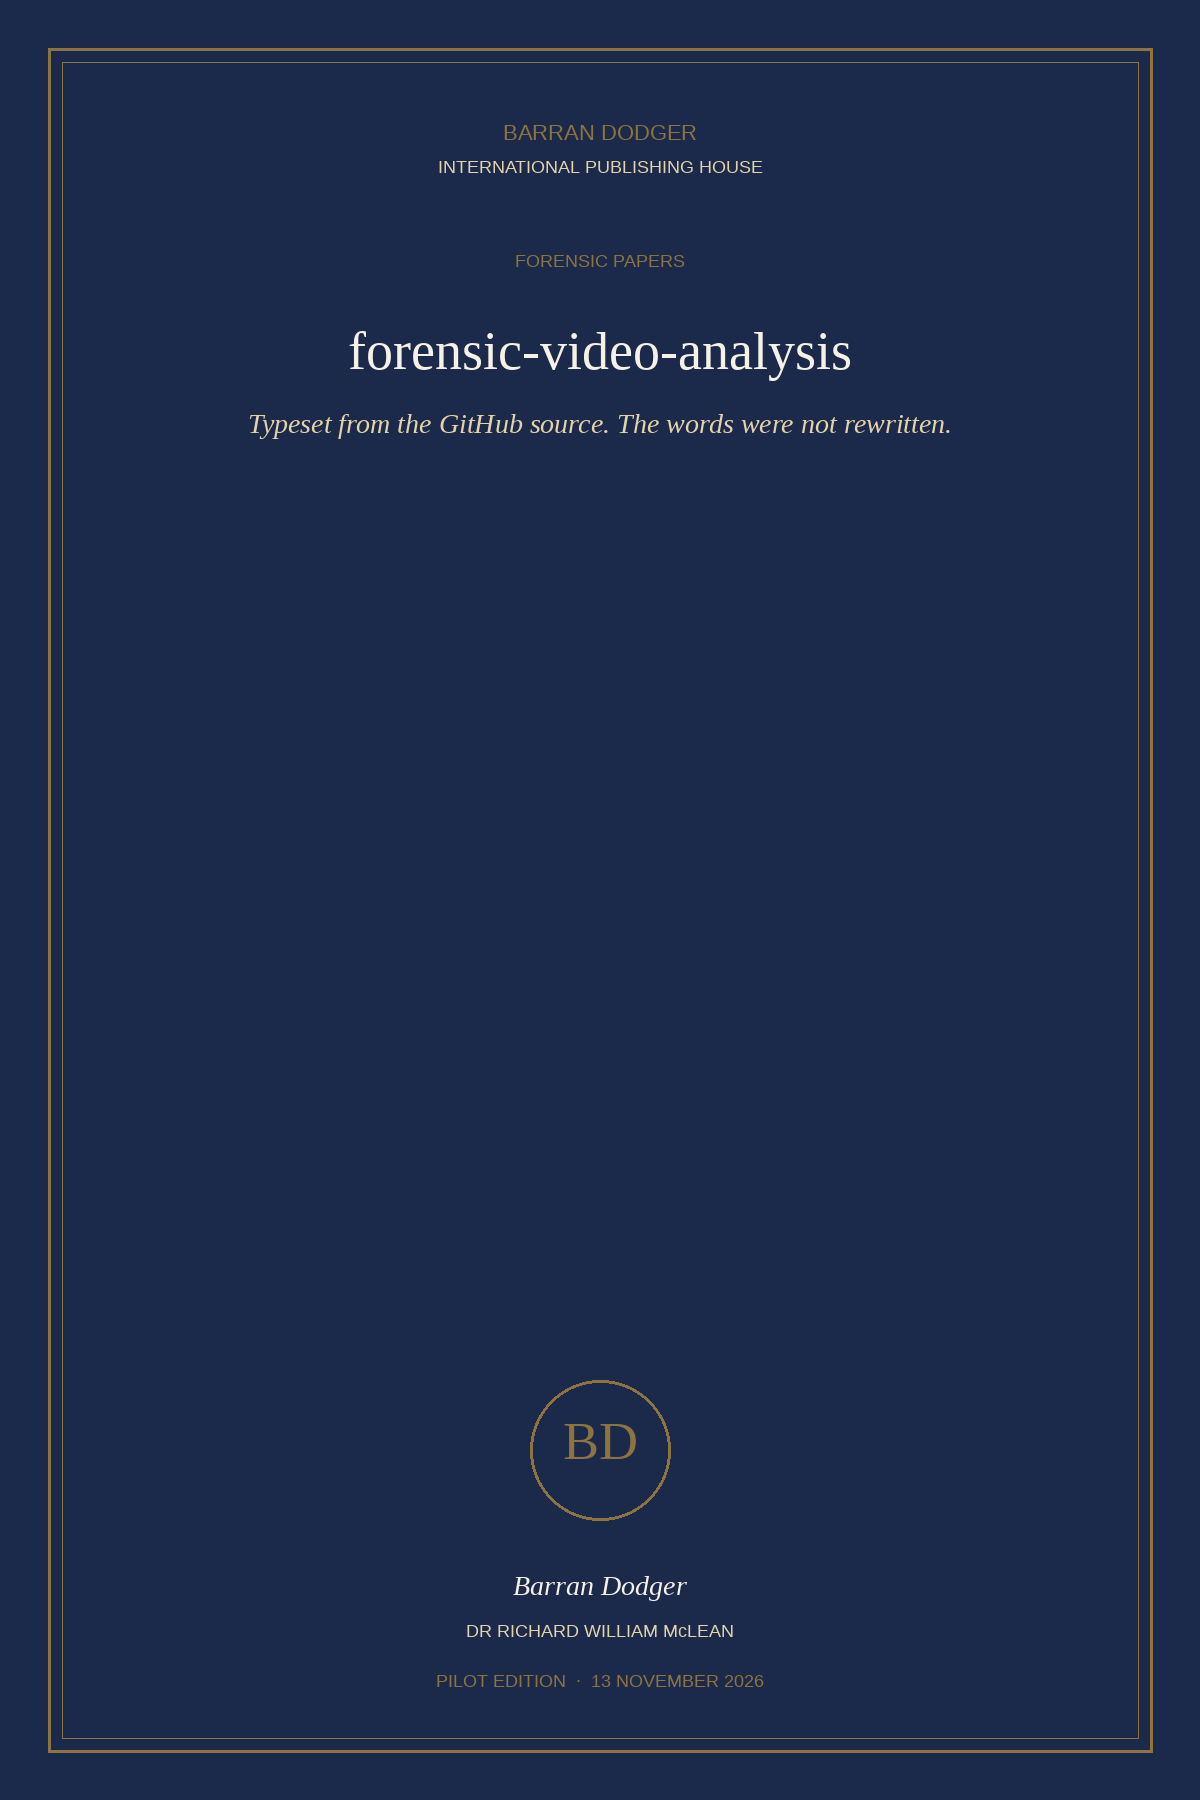 BARRAN DODGER
INTERNATIONAL PUBLISHING HOUSE
FORENSIC PAPERS
forensic-video-analysis
Typeset from the GitHub source. The words were not rewritten.
BD
Barran Dodger
DR RICHARD WILLIAM McLEAN
PILOT EDITION · 13 NOVEMBER 2026